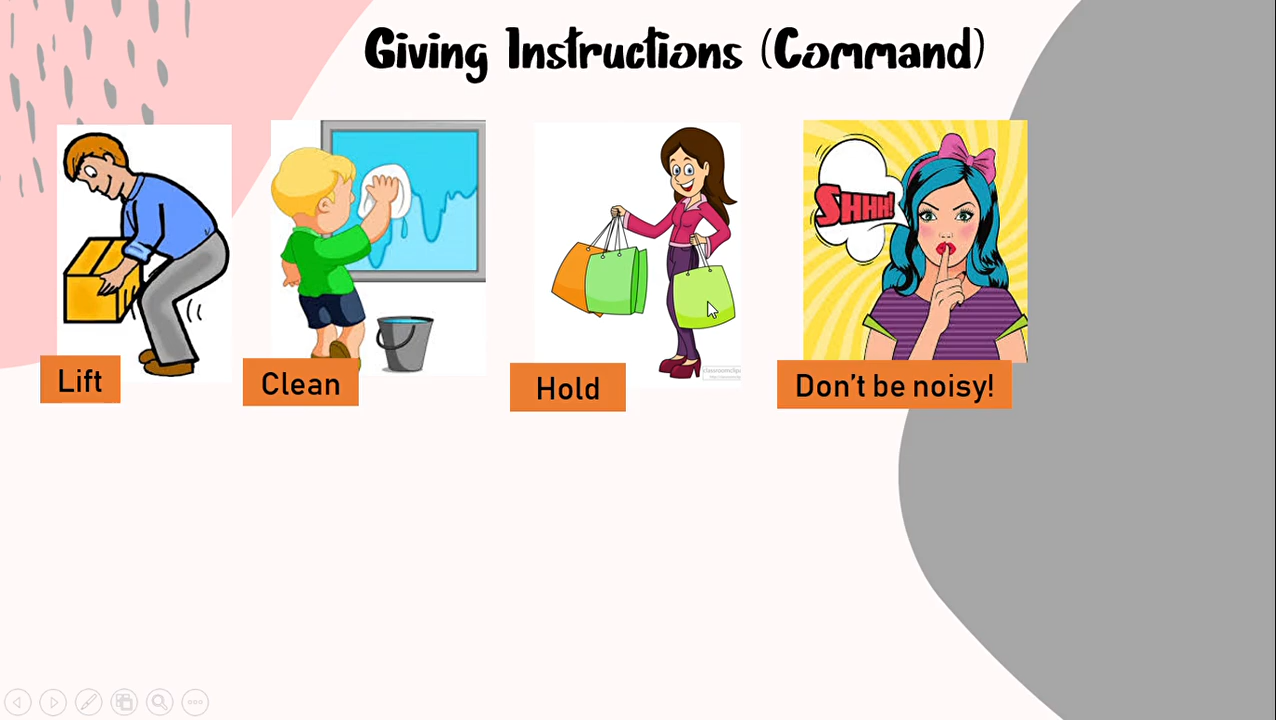 Giving Instructions (Command)
SHHH!
Lift
Clean
Hold
Don't be noisy!